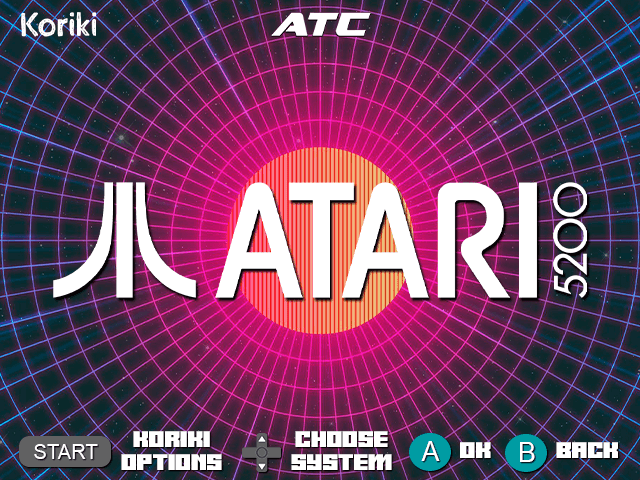 Koriki
ATC
ATARI 5200
START KORIKI OPTIONS CHOOSE SYSTEM A OK B BACK